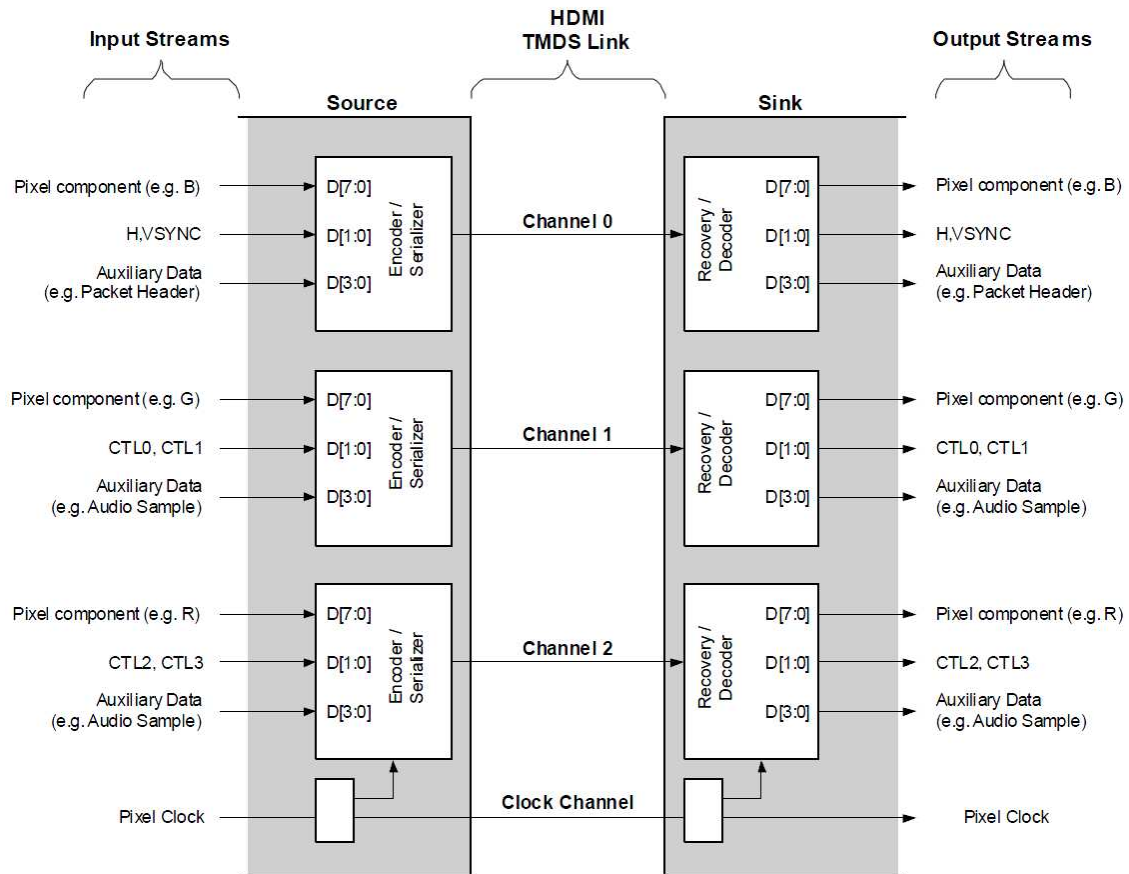 HDMI
TMDS Link
Input Streams
Output Streams
Source
Sink
Pixel component (e.g. B)
D[7:0]
H,VSYNC
D[1:0]
Auxiliary Data
(e.g. Packet Header)
D[3:0]
Encoder /
Serializer
Channel 0
Recovery /
Decoder
D[7:0]
Pixel component (e.g. B)
D[1:0]
H,VSYNC
D[3:0]
Auxiliary Data
(e.g. Packet Header)
Pixel component (e.g. G)
D[7:0]
CTL0, CTL1
D[1:0]
Auxiliary Data
(e.g. Audio Sample)
D[3:0]
Encoder /
Serializer
Channel 1
Recovery /
Decoder
D[7:0]
Pixel component (e.g. G)
D[1:0]
CTL0, CTL1
D[3:0]
Auxiliary Data
(e.g. Audio Sample)
Pixel component (e.g. R)
D[7:0]
CTL2, CTL3
D[1:0]
Auxiliary Data
(e.g. Audio Sample)
D[3:0]
Encoder /
Serializer
Channel 2
Recovery /
Decoder
D[7:0]
Pixel component (e.g. R)
D[1:0]
CTL2, CTL3
D[3:0]
Auxiliary Data
(e.g. Audio Sample)
Pixel Clock
Clock Channel
Pixel Clock